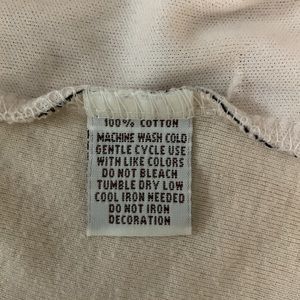 100% COTTON
MACHINE WASH COLD
GENTLE CYCLE USE
WITH LIKE COLORS
DO NOT BLEACH
TUMBLE DRY LOW
COOL IRON NEEDED
DO NOT IRON
DECORATION